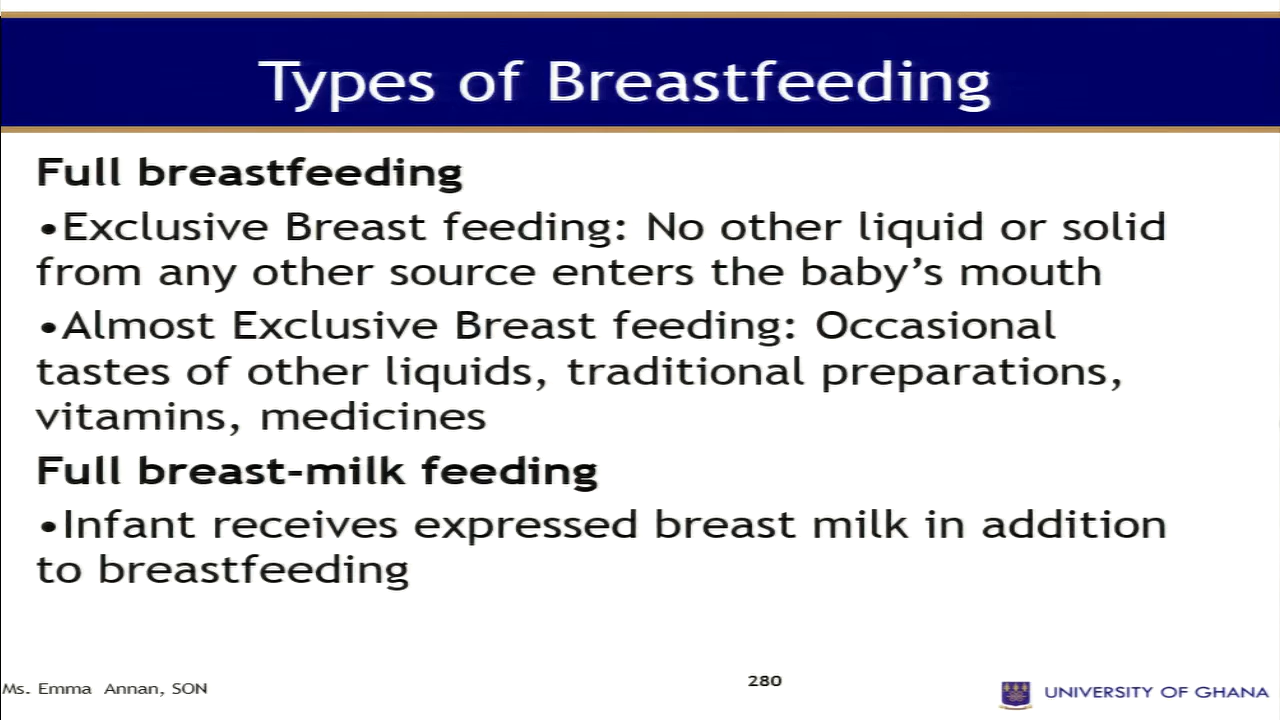 Types of Breastfeeding
Full breastfeeding
•Exclusive Breast feeding: No other liquid or solid
from any other source enters the baby’s mouth
•Almost Exclusive Breast feeding: Occasional
tastes of other liquids, traditional preparations,
vitamins, medicines
Full breast-milk feeding
•Infant receives expressed breast milk in addition
to breastfeeding
Ms. Emma Annan, SON
280
UNIVERSITY OF GHANA